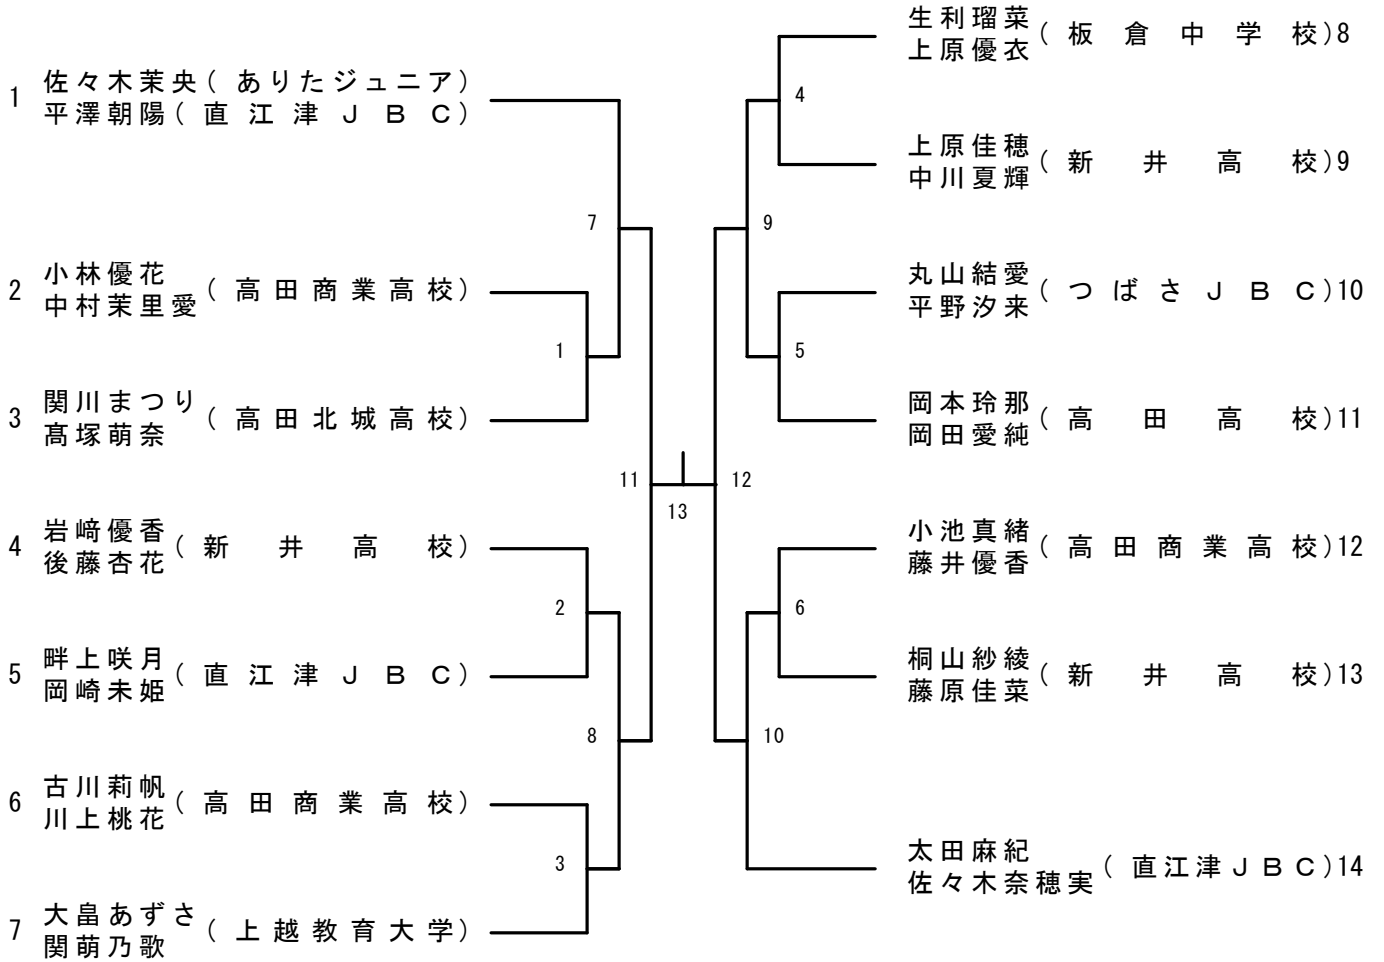 1 佐々木茉央(ありたジュニア)
平澤朝陽(直江津JBC)
2 小林優花
中村茉里愛(高田商業高校)
3 関川まつり
髙塚萌奈(高田北城高校)
4 岩﨑優香
後藤杏花(新井高校)
5 畔上咲月
岡崎未姫(直江津JBC)
6 古川莉帆
川上桃花(高田商業高校)
7 大畠あずさ
関萌乃歌(上越教育大学)
7
1
11
2
8
3
13
4
9
5
12
6
10
生利瑠菜
上原優衣(板倉中学校)8
上原佳穂
中川夏輝(新井高校)9
丸山結愛
平野汐来(つばさJBC)10
岡本玲那
岡田愛純(高田高校)11
小池真緒
藤井優香(高田商業高校)12
桐山紗綾
藤原佳菜(新井高校)13
太田麻紀
佐々木奈穂実(直江津JBC)14